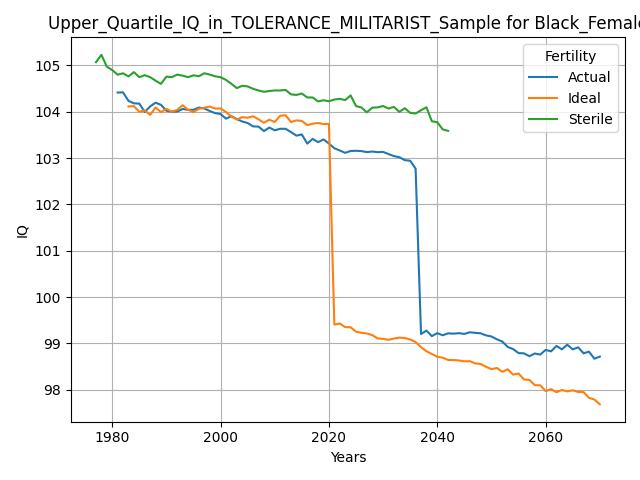 Upper_Quartile_IQ_in_TOLERANCE_MILITARIST_Sample for Black_Female
Fertility
Actual
Ideal
Sterile
105
104
103
102
101
100
99
98
IQ
1980
2000
2020
2040
2060
Years